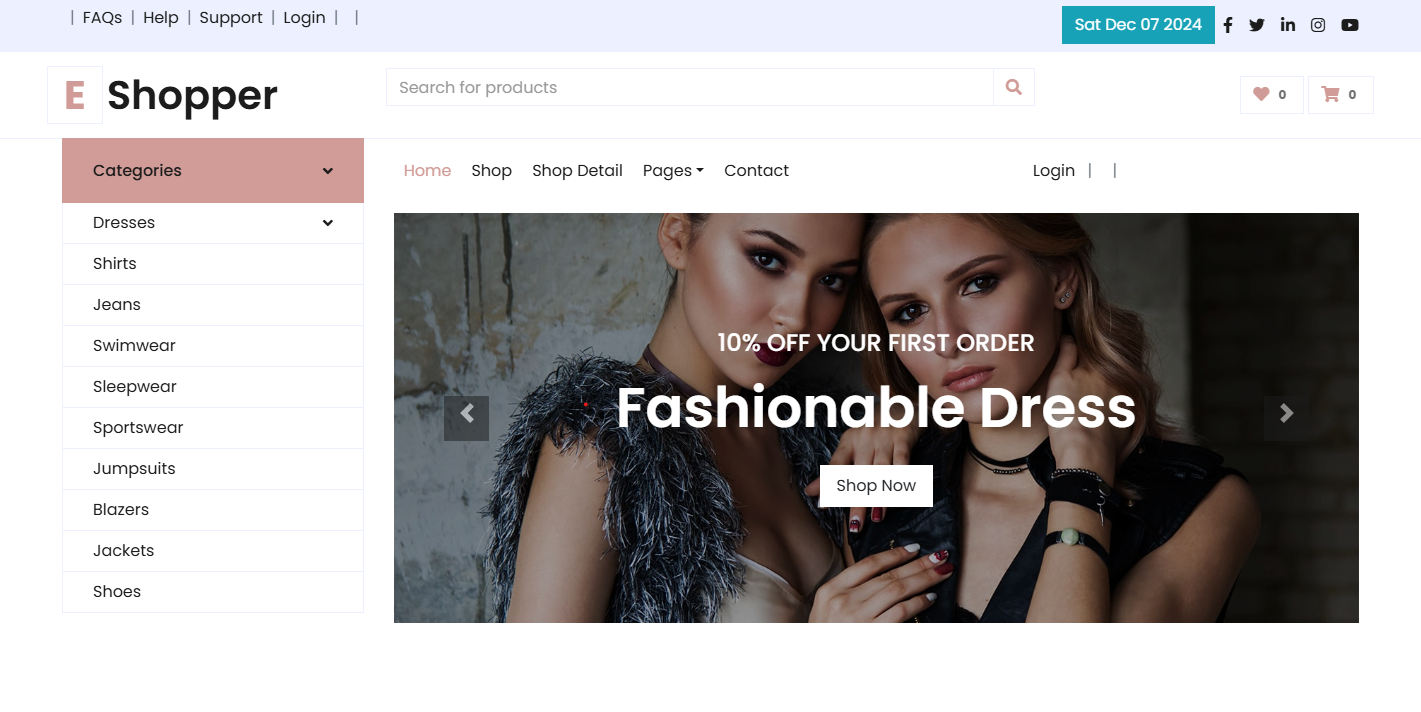 | FAQs | Help | Support | Login | |
Sat Dec 07 2024
E Shopper
Search for products
0
0
Categories
Home Shop Shop Detail Pages Contact
Login | |
Dresses
Shirts
Jeans
Swimwear
Sleepwear
Sportswear
Jumpsuits
Blazers
Jackets
Shoes
10% OFF YOUR FIRST ORDER
Fashionable Dress
Shop Now